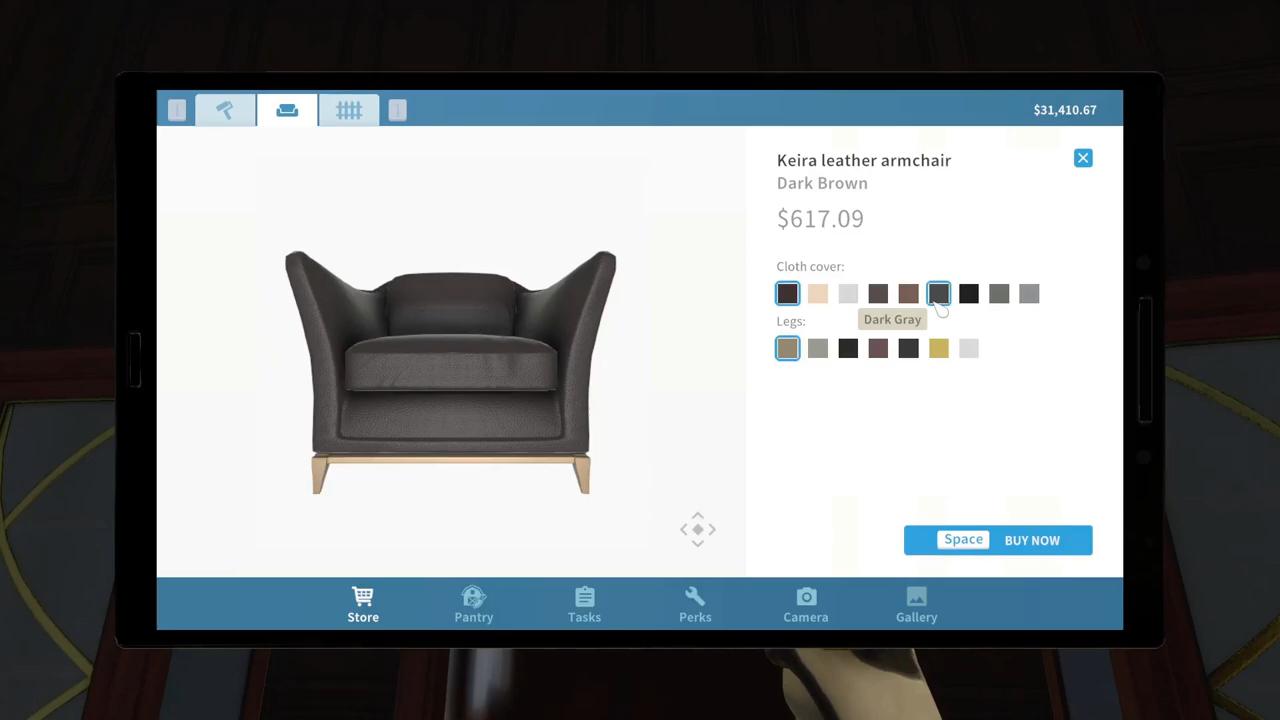 $31,410.67
Keira leather armchair
Dark Brown
$617.09
Cloth cover:
Dark Gray
Legs:
Space BUY NOW
Store Pantry Tasks Perks Camera Gallery